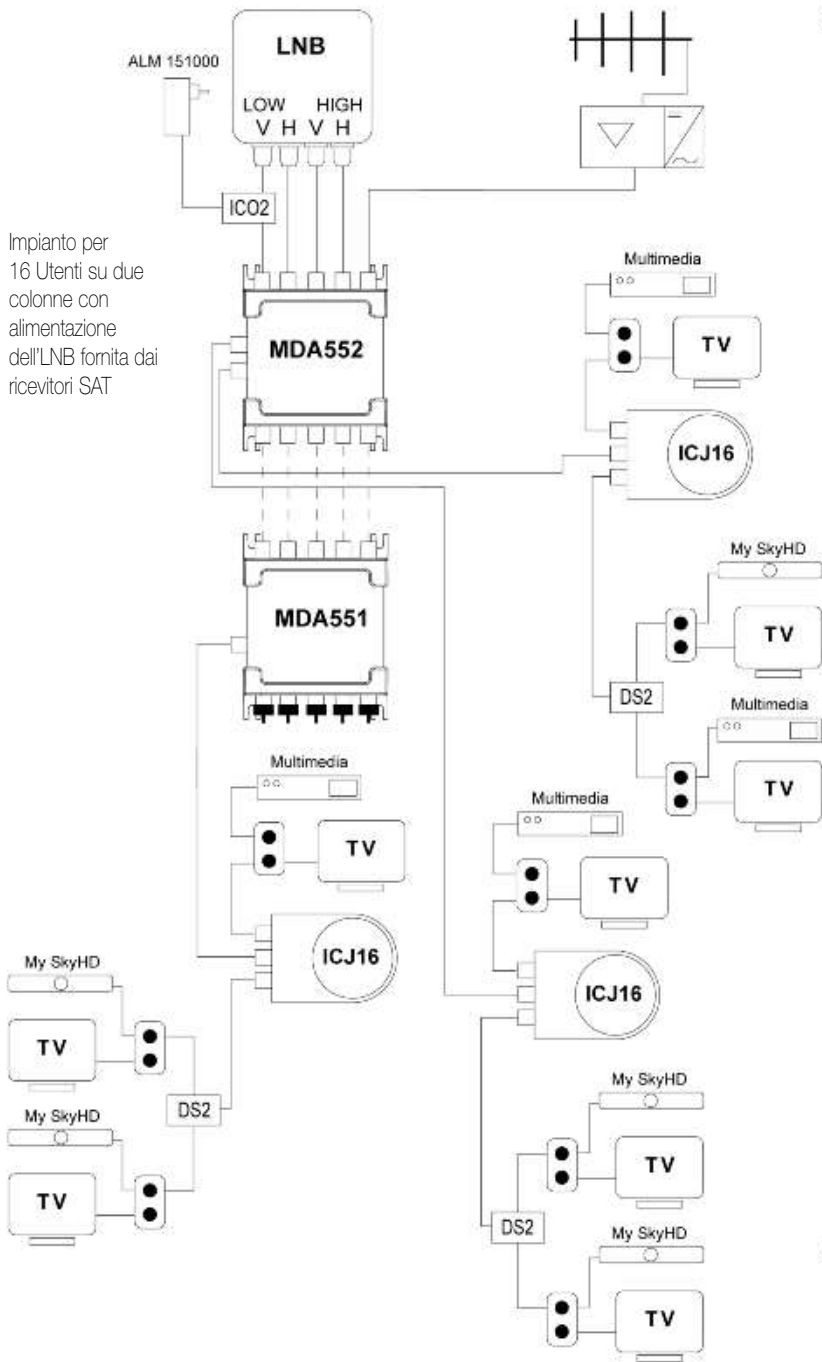 LNB
ALM 151000
LOW HIGH
V H V H
ICO2
Impianto per
16 Utenti su due
colonne con
alimentazione
dell'LNB fornita dai
ricevitori SAT
MDA552
Multimedia
TV
ICJ16
My SkyHD
TV
DS2
Multimedia
TV
MDA551
Multimedia
TV
ICJ16
My SkyHD
TV
DS2
My SkyHD
TV
Multimedia
TV
ICJ16
My SkyHD
TV
DS2
My SkyHD
TV